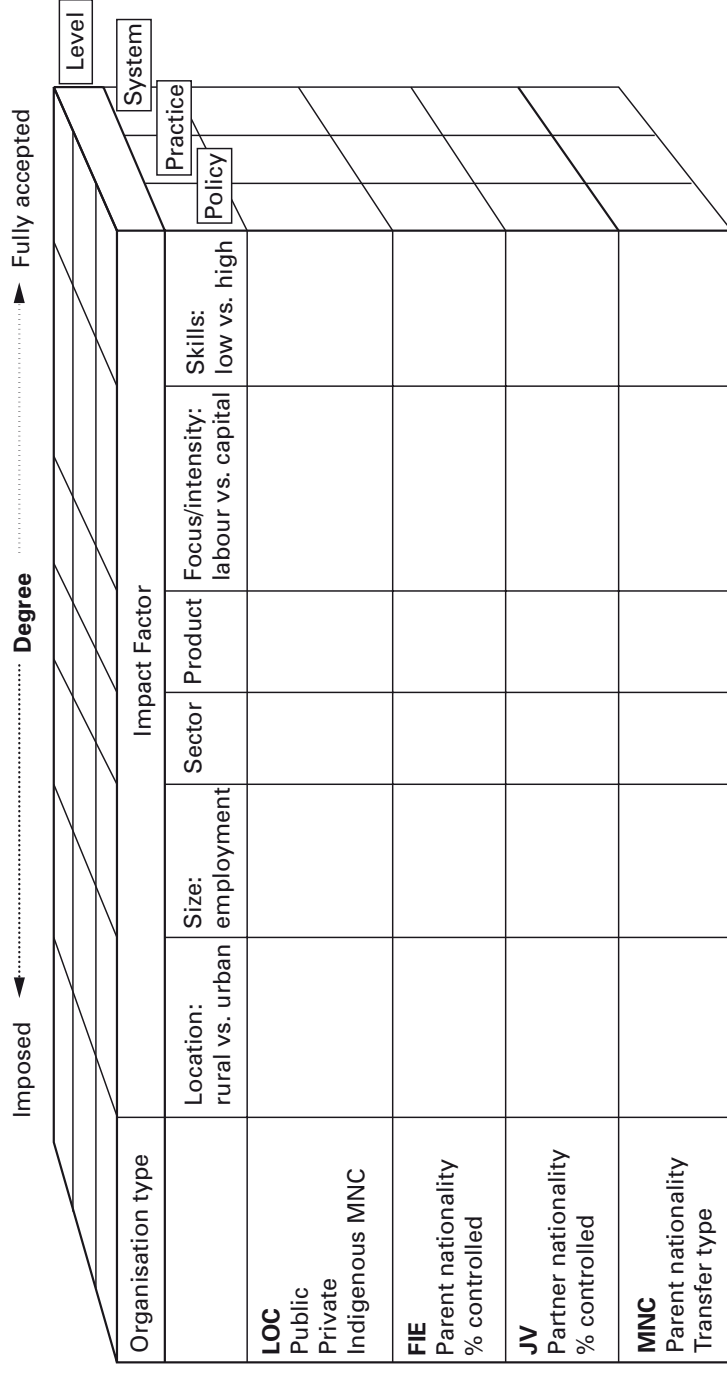 Imposed Degree Fully accepted
Level
System
Practice
Policy
Organisation type Impact Factor
Location:
rural vs. urban
Size:
employment
Sector
Product
Focus/intensity:
labour vs. capital
Skills:
low vs. high
LOC
Public
Private
Indigenous MNC
FIE
Parent nationality
% controlled
JV
Partner nationality
% controlled
MNC
Parent nationality
Transfer type